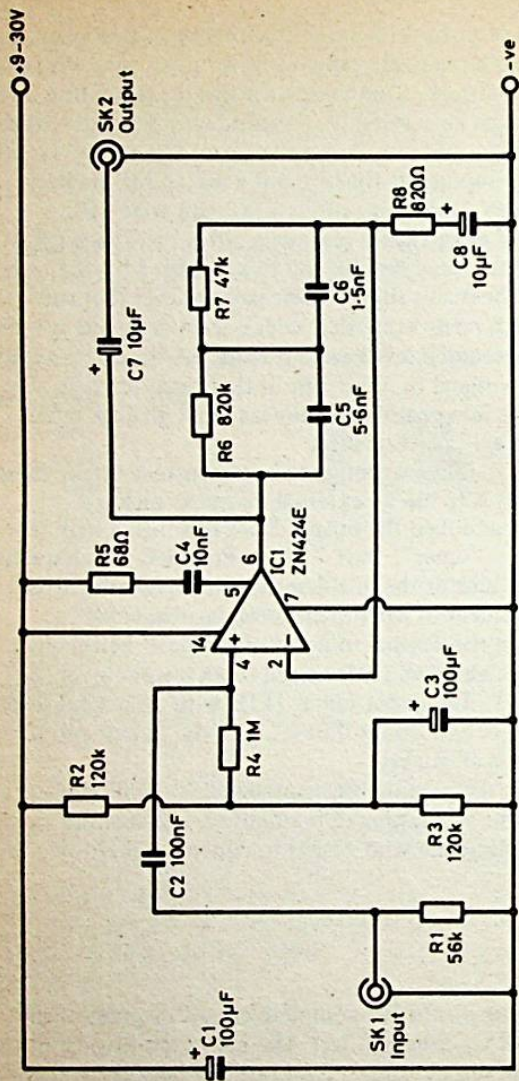 +9-30V
SK2
Output
-ve
C7 10µF
+
R7 47k
R6 820k
C6
1·5nF
C5
5·6nF
R8
820Ω
+
C8
10µF
R5
68Ω
C4
10nF
IC1
ZN424E
14
5
6
4
+
2
−
7
R2
120k
R4 1M
C2 100nF
+
C3
100µF
R3
120k
R1
56k
+
C1
100µF
SK1
Input